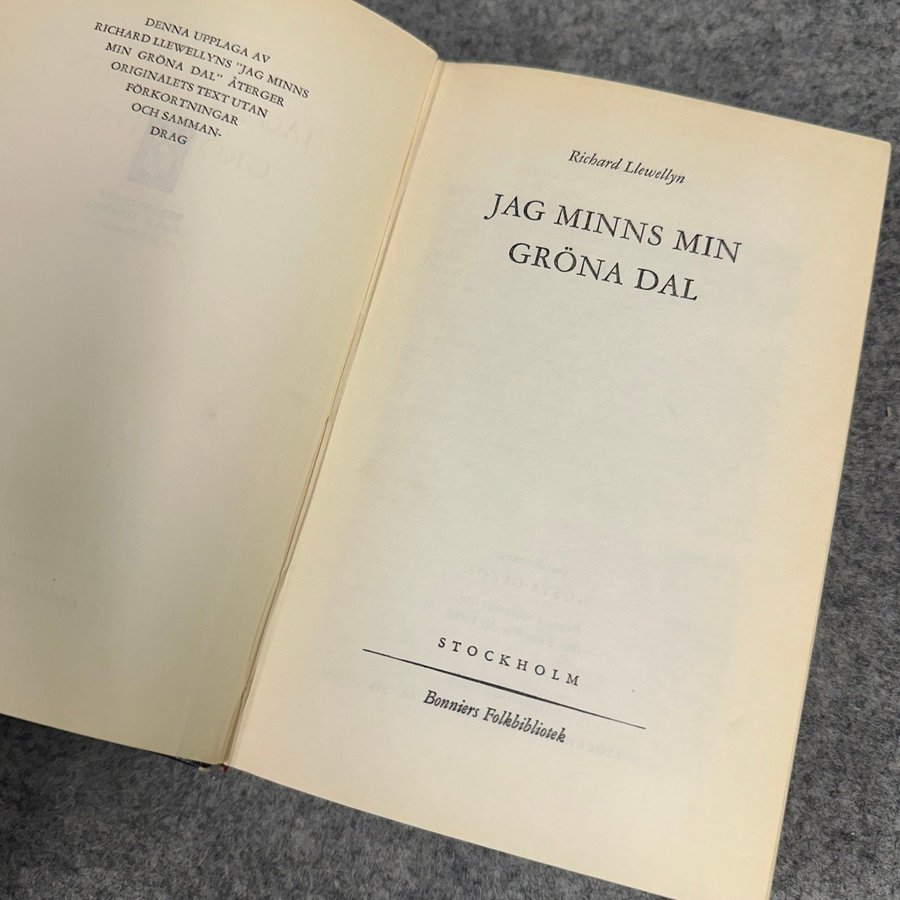 DENNA UPPLAGA AV
RICHARD LLEWELLYNS "JAG MINNS
MIN GRÖNA DAL" ÅTERGER
ORIGINALETS TEXT UTAN
FÖRKORTNINGAR
OCH SAMMAN-
DRAG
Richard Llewellyn
JAG MINNS MIN
GRÖNA DAL
STOCKHOLM
Bonniers Folkbibliotek